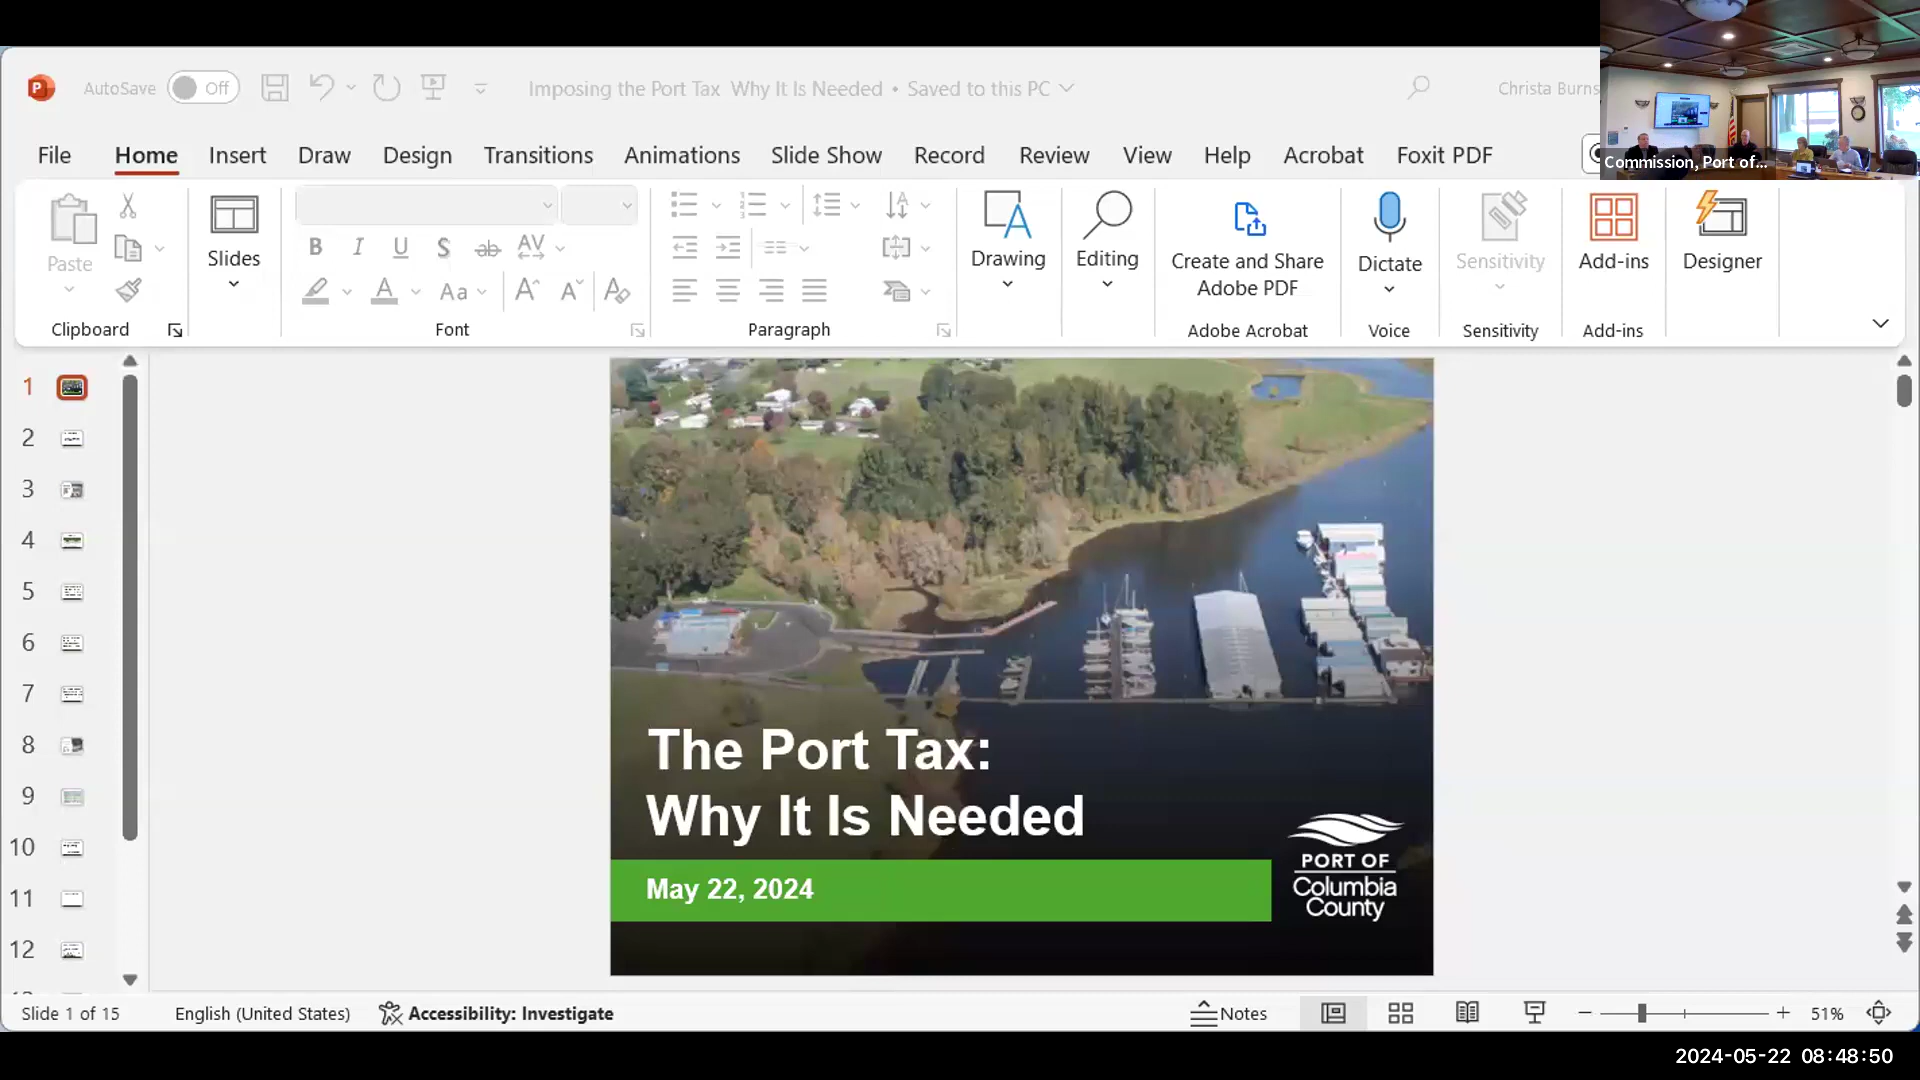 AutoSave Off Imposing the Port Tax Why It Is Needed • Saved to this PC Christa Burns
Commission, Port of...
File Home Insert Draw Design Transitions Animations Slide Show Record Review View Help Acrobat Foxit PDF
Paste
Clipboard
Slides
B I U S ab AV
A Aa A A A
Font
Paragraph
Drawing
Editing
Create and Share
Adobe PDF
Adobe Acrobat
Dictate
Voice
Sensitivity
Sensitivity
Add-ins
Add-ins
Designer
1
2
3
4
5
6
7
8
9
10
11
12
The Port Tax:
Why It Is Needed
May 22, 2024
PORT OF
Columbia
County
Slide 1 of 15 English (United States) Accessibility: Investigate Notes 51%
2024-05-22 08:48:50